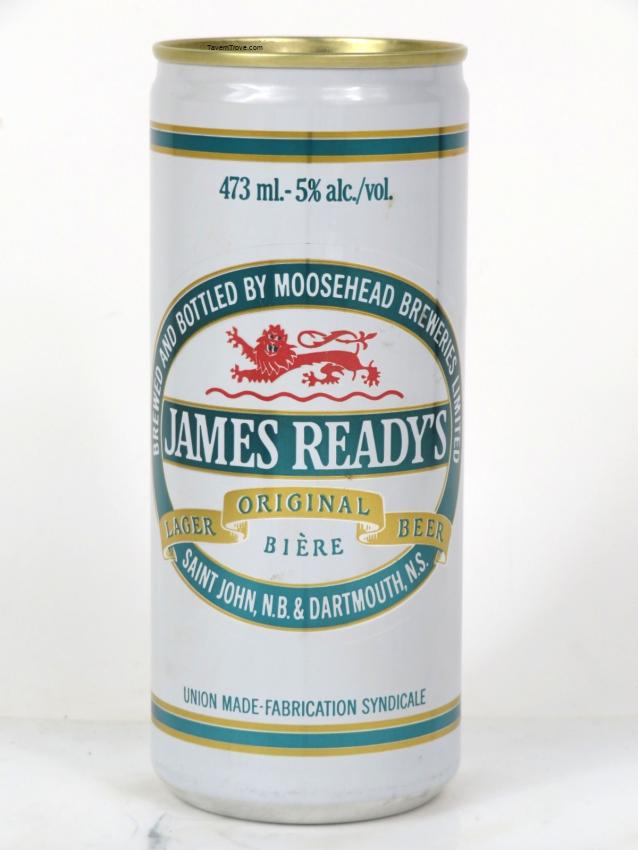 TavernTrove.com
473 ml.- 5% alc./vol.
BREWED AND BOTTLED BY MOOSEHEAD BREWERIES LIMITED
JAMES READY'S
ORIGINAL
LAGER BEER
BIÈRE
SAINT JOHN, N.B. & DARTMOUTH, N.S.
UNION MADE-FABRICATION SYNDICALE